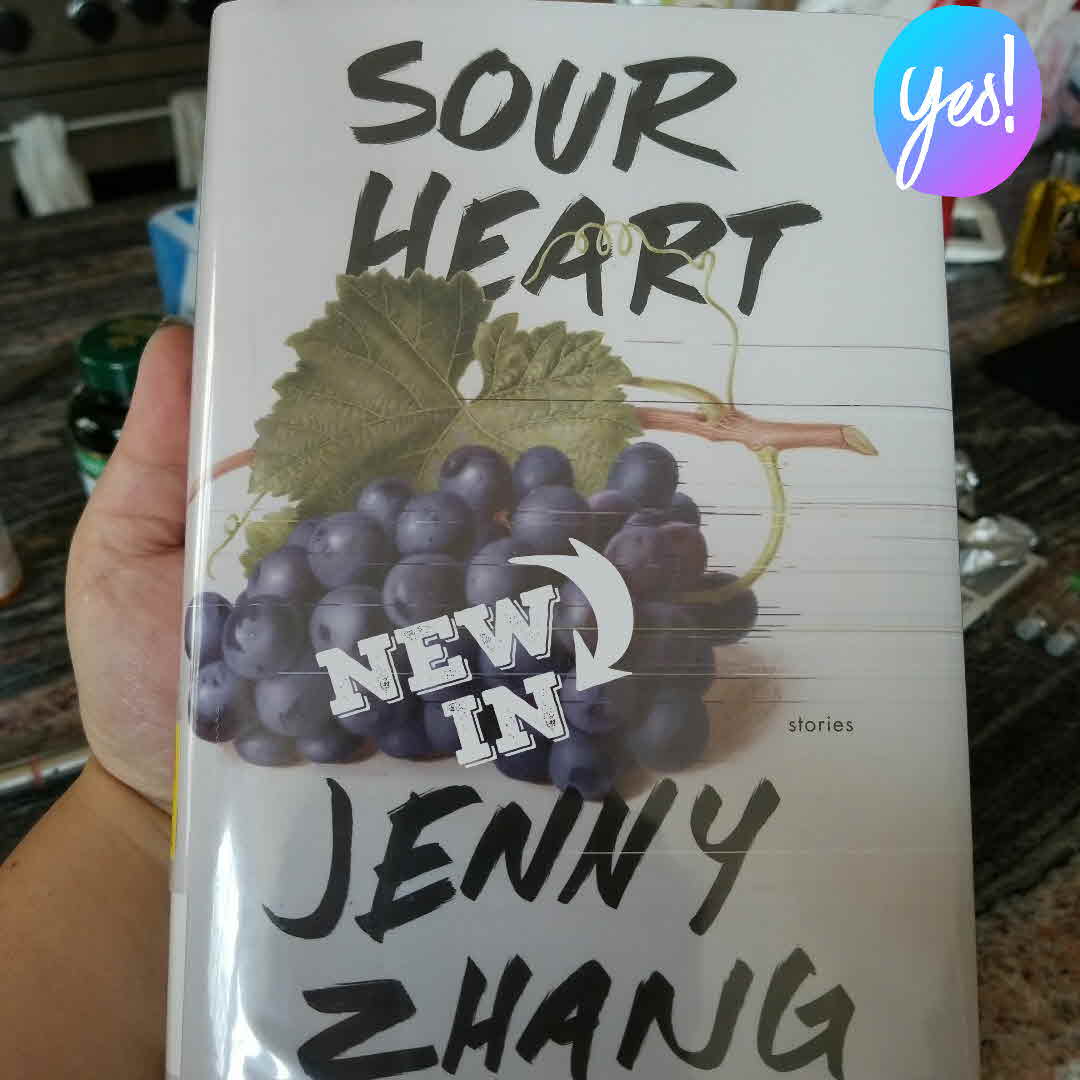 yes!
SOUR
HEART
NEW
IN
stories
JENNY
ZHANG